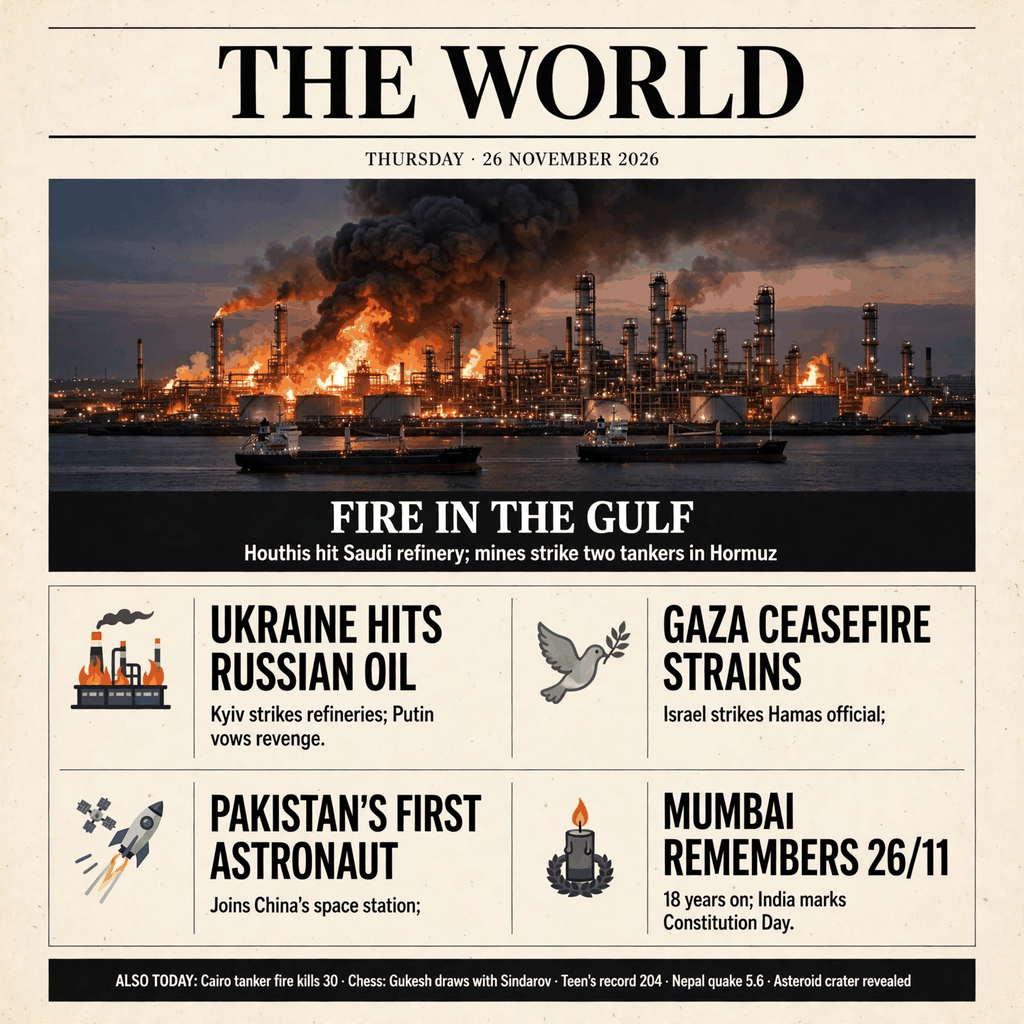 THE WORLD
THURSDAY · 26 NOVEMBER 2026
FIRE IN THE GULF
Houthis hit Saudi refinery; mines strike two tankers in Hormuz
UKRAINE HITS
RUSSIAN OIL
Kyiv strikes refineries; Putin
vows revenge.
GAZA CEASEFIRE
STRAINS
Israel strikes Hamas official;
PAKISTAN'S FIRST
ASTRONAUT
Joins China's space station;
MUMBAI
REMEMBERS 26/11
18 years on; India marks
Constitution Day.
ALSO TODAY: Cairo tanker fire kills 30 · Chess: Gukesh draws with Sindarov · Teen's record 204 · Nepal quake 5.6 · Asteroid crater revealed